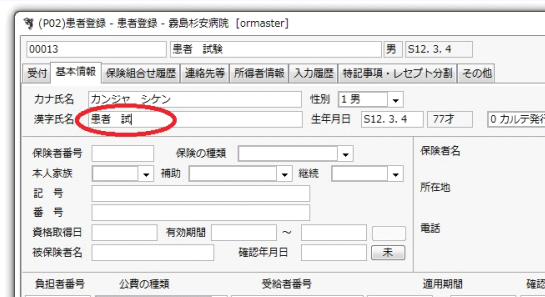 (P02)患者登録 - 患者登録 - 霧島杉安病院 [ormaster]
00013 患者 試験 男 S12. 3. 4
受付 基本情報 保険組合せ履歴 連絡先等 所得者情報 入力履歴 特記事項・レセプト分割 その他
カナ氏名 カンジャ シケン 性別 1 男
漢字氏名 患者 試 生年月日 S12. 3. 4 77才 0 カルテ発行
保険者番号 保険の種類 保険者名
本人家族 補助 継続
所在地
記 号
番 号
資格取得日 有効期間 ~ 電話
被保険者名 確認年月日 未
負担者番号 公費の種類 受給者番号 適用期間 確認